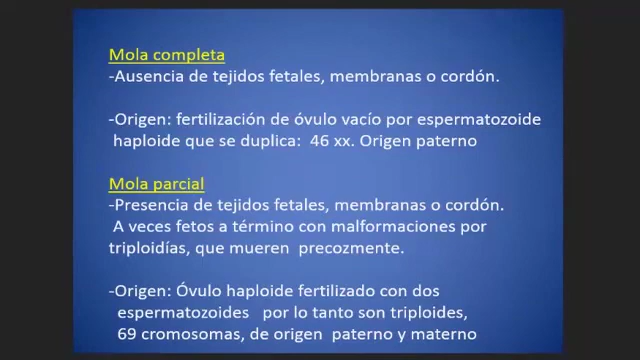 Mola completa
-Ausencia de tejidos fetales, membranas o cordón.
-Origen: fertilización de óvulo vacío por espermatozoide
haploide que se duplica: 46 xx. Origen paterno
Mola parcial
-Presencia de tejidos fetales, membranas o cordón.
A veces fetos a término con malformaciones por
triploidías, que mueren precozmente.
-Origen: Óvulo haploide fertilizado con dos
espermatozoides por lo tanto son triploides,
69 cromosomas, de origen paterno y materno